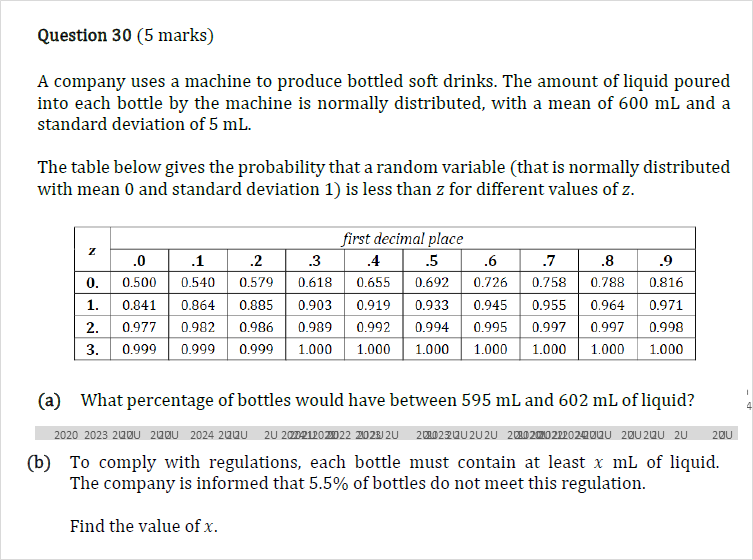 Question 30 (5 marks)
A company uses a machine to produce bottled soft drinks. The amount of liquid poured
into each bottle by the machine is normally distributed, with a mean of 600 mL and a
standard deviation of 5 mL.
The table below gives the probability that a random variable (that is normally distributed
with mean 0 and standard deviation 1) is less than z for different values of z.
z first decimal place
.0 .1 .2 .3 .4 .5 .6 .7 .8 .9
0. 0.500 0.540 0.579 0.618 0.655 0.692 0.726 0.758 0.788 0.816
1. 0.841 0.864 0.885 0.903 0.919 0.933 0.945 0.955 0.964 0.971
2. 0.977 0.982 0.986 0.989 0.992 0.994 0.995 0.997 0.997 0.998
3. 0.999 0.999 0.999 1.000 1.000 1.000 1.000 1.000 1.000 1.000
(a) What percentage of bottles would have between 595 mL and 602 mL of liquid?
4
2020 2023 2024
(b) To comply with regulations, each bottle must contain at least x mL of liquid.
The company is informed that 5.5% of bottles do not meet this regulation.
Find the value of x.